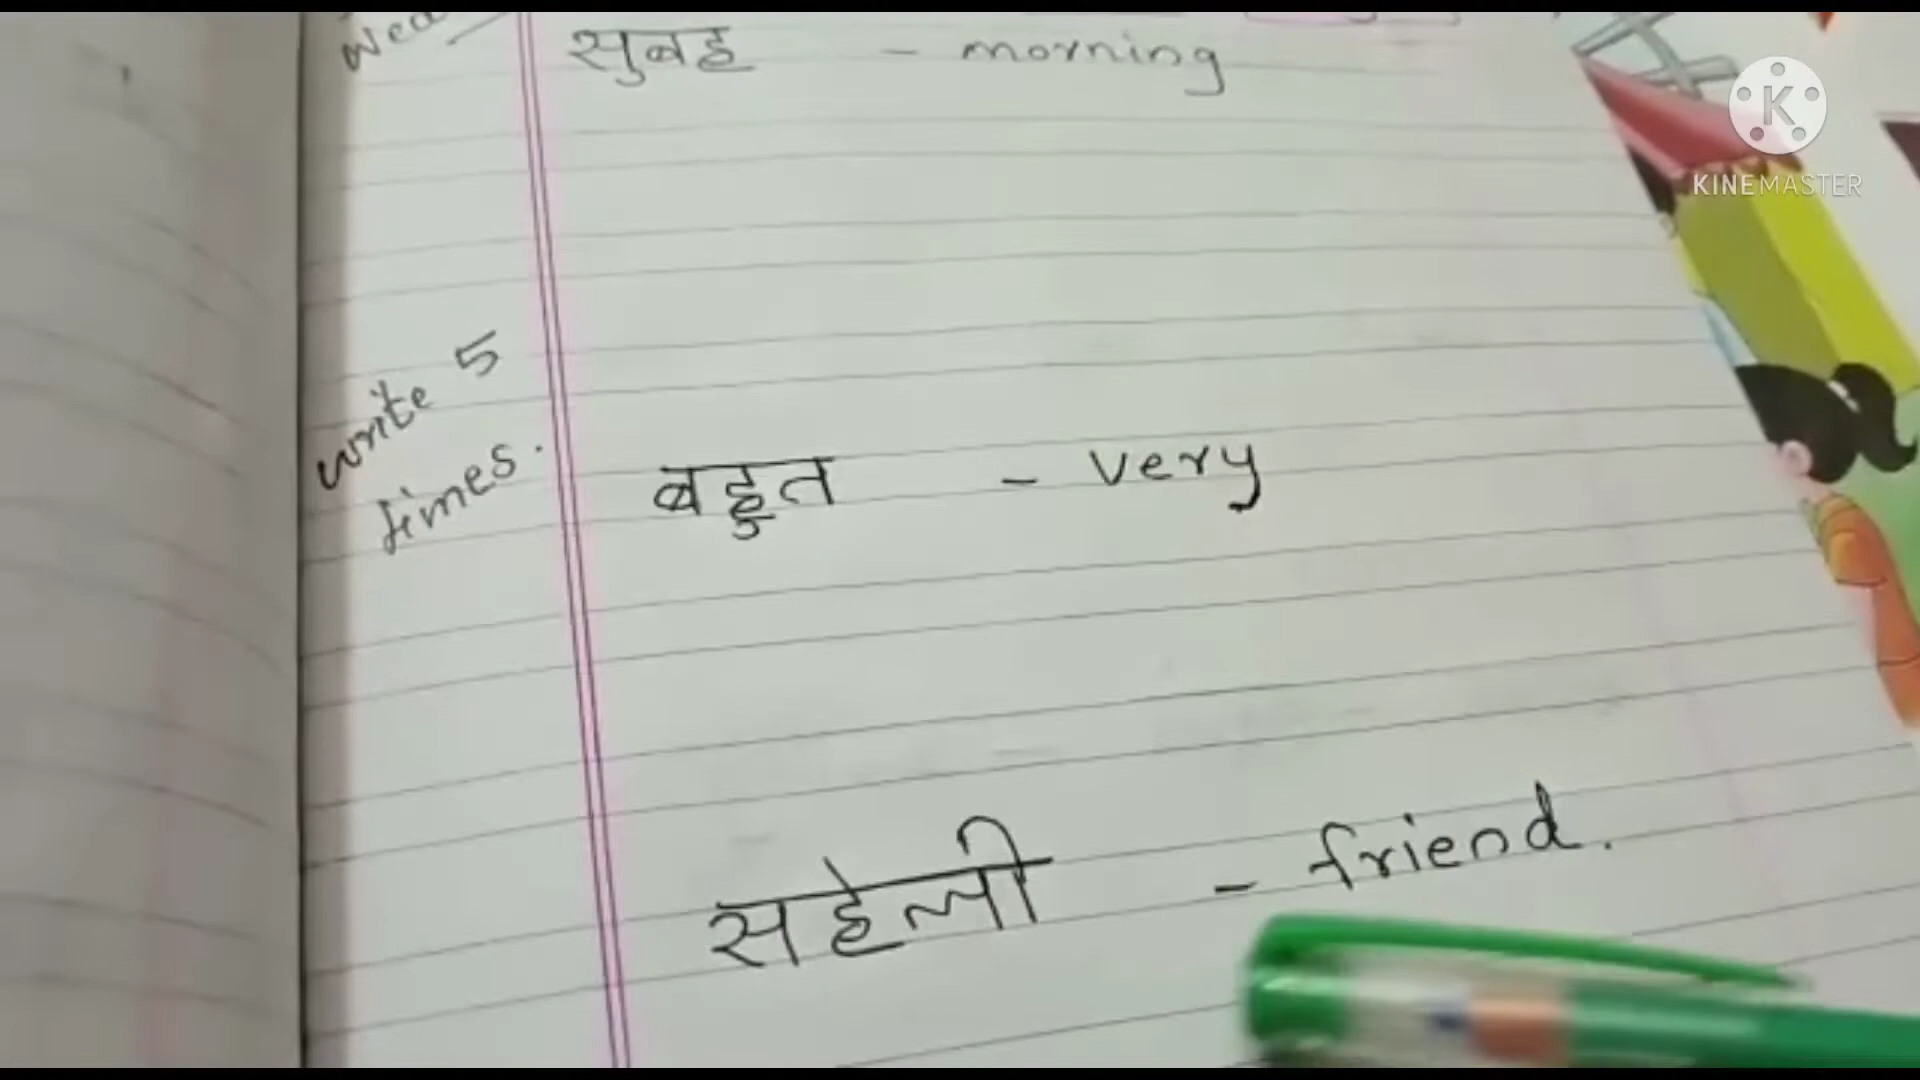 सुबह - morning
write 5
times.
बहुत - very
सहेली - friend.
KINEMASTER